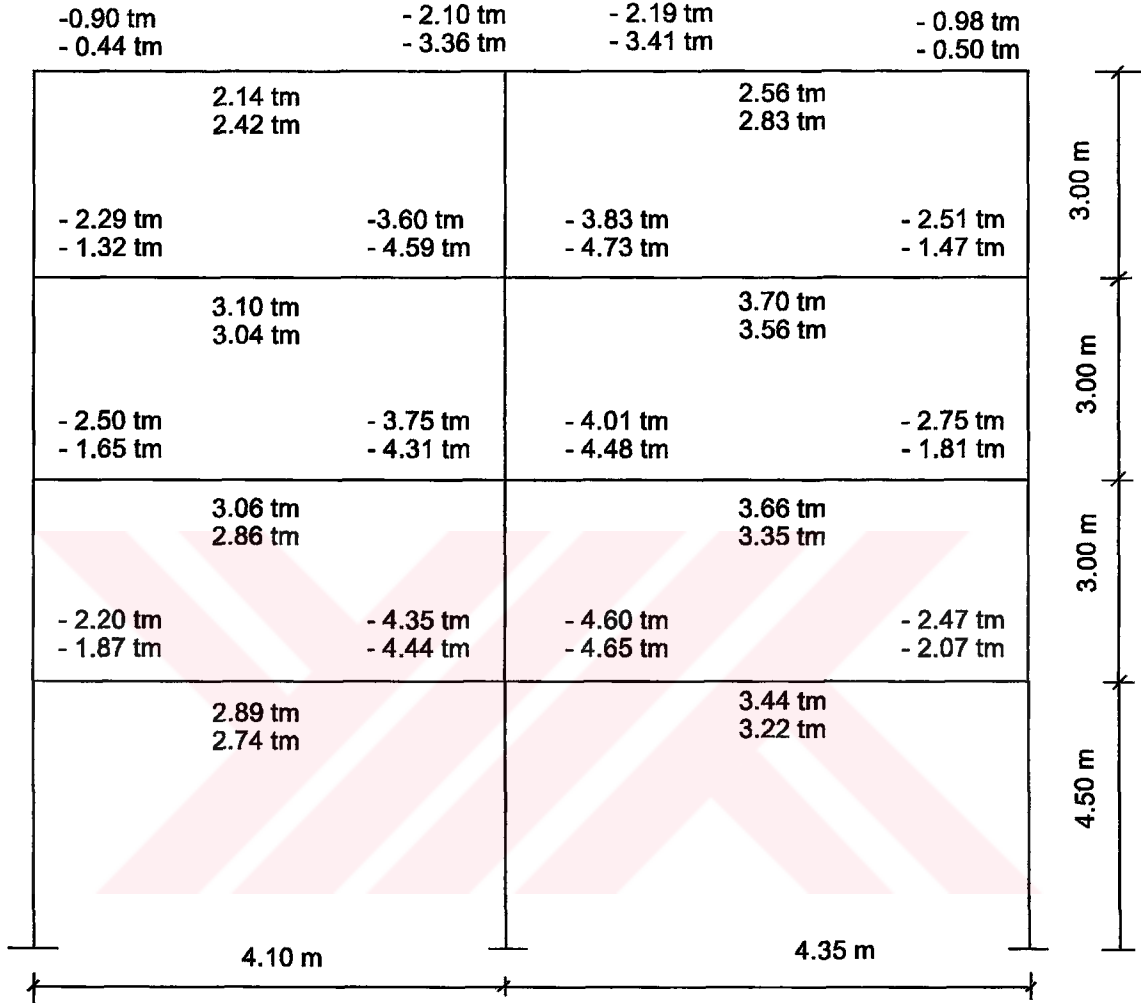 -0.90 tm
- 0.44 tm
- 2.10 tm
- 3.36 tm
- 2.19 tm
- 3.41 tm
- 0.98 tm
- 0.50 tm
2.14 tm
2.42 tm
2.56 tm
2.83 tm
3.00 m
- 2.29 tm
- 1.32 tm
-3.60 tm
- 4.59 tm
- 3.83 tm
- 4.73 tm
- 2.51 tm
- 1.47 tm
3.10 tm
3.04 tm
3.70 tm
3.56 tm
3.00 m
- 2.50 tm
- 1.65 tm
- 3.75 tm
- 4.31 tm
- 4.01 tm
- 4.48 tm
- 2.75 tm
- 1.81 tm
3.06 tm
2.86 tm
3.66 tm
3.35 tm
3.00 m
- 2.20 tm
- 1.87 tm
- 4.35 tm
- 4.44 tm
- 4.60 tm
- 4.65 tm
- 2.47 tm
- 2.07 tm
2.89 tm
2.74 tm
3.44 tm
3.22 tm
4.50 m
4.10 m
4.35 m